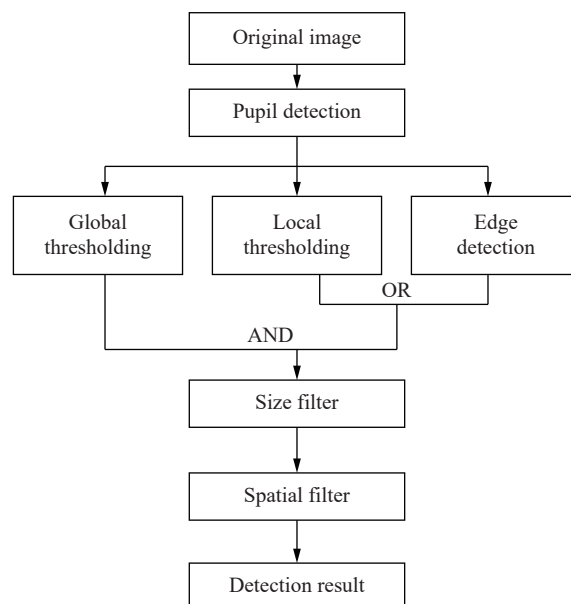 Original image
Pupil detection
Global
thresholding
Local
thresholding
Edge
detection
OR
AND
Size filter
Spatial filter
Detection result